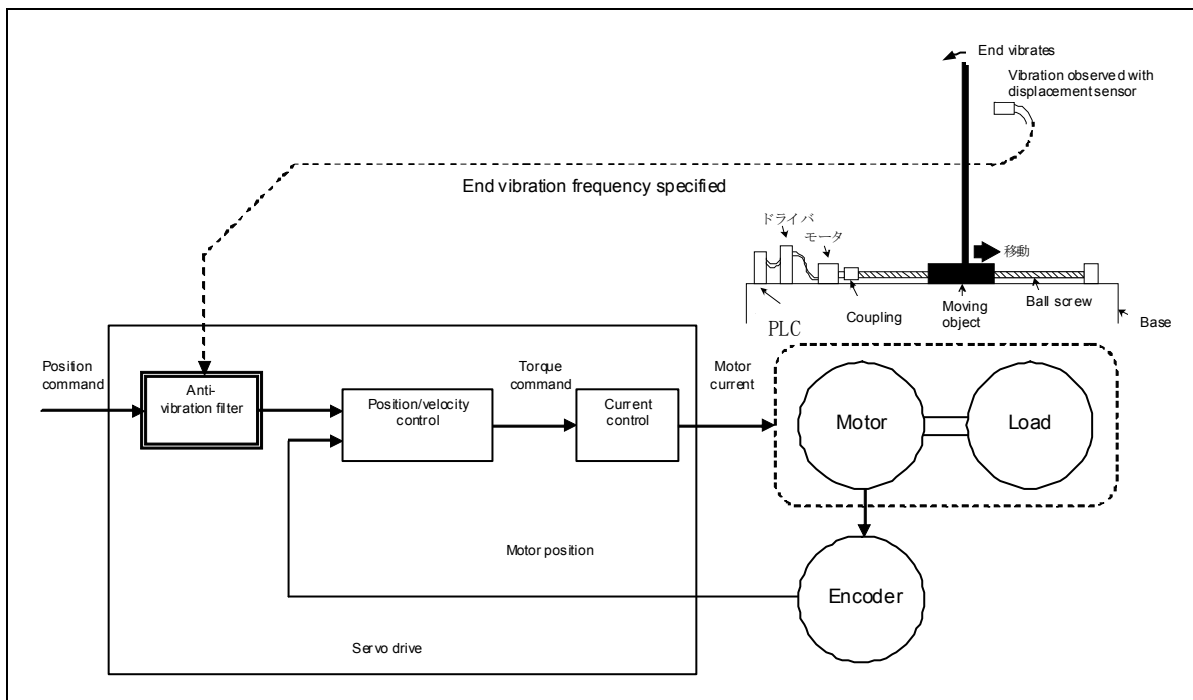 End vibrates
Vibration observed with
displacement sensor
End vibration frequency specified
ドライバ
モータ
移動
PLC
Coupling
Moving
object
Ball screw
Base
Position
command
Anti-
vibration filter
Position/velocity
control
Torque
command
Current
control
Motor
current
Motor
Load
Motor position
Encoder
Servo drive